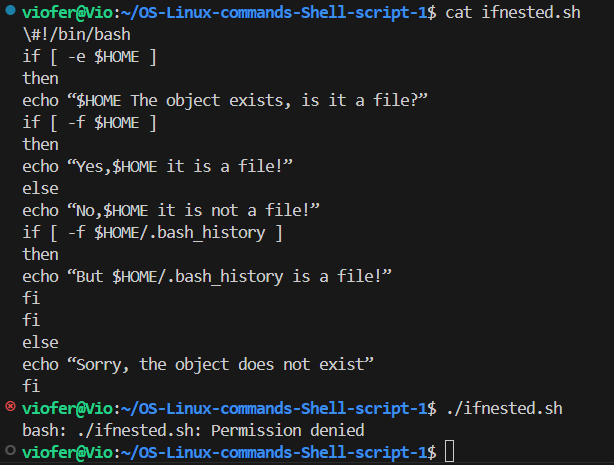 viofer@Vio:~/OS-Linux-commands-Shell-script-1$ cat ifnested.sh
\#!/bin/bash
if [ -e $HOME ]
then
echo “$HOME The object exists, is it a file?”
if [ -f $HOME ]
then
echo “Yes,$HOME it is a file!”
else
echo “No,$HOME it is not a file!”
if [ -f $HOME/.bash_history ]
then
echo “But $HOME/.bash_history is a file!”
fi
fi
else
echo “Sorry, the object does not exist”
fi
viofer@Vio:~/OS-Linux-commands-Shell-script-1$ ./ifnested.sh
bash: ./ifnested.sh: Permission denied
viofer@Vio:~/OS-Linux-commands-Shell-script-1$